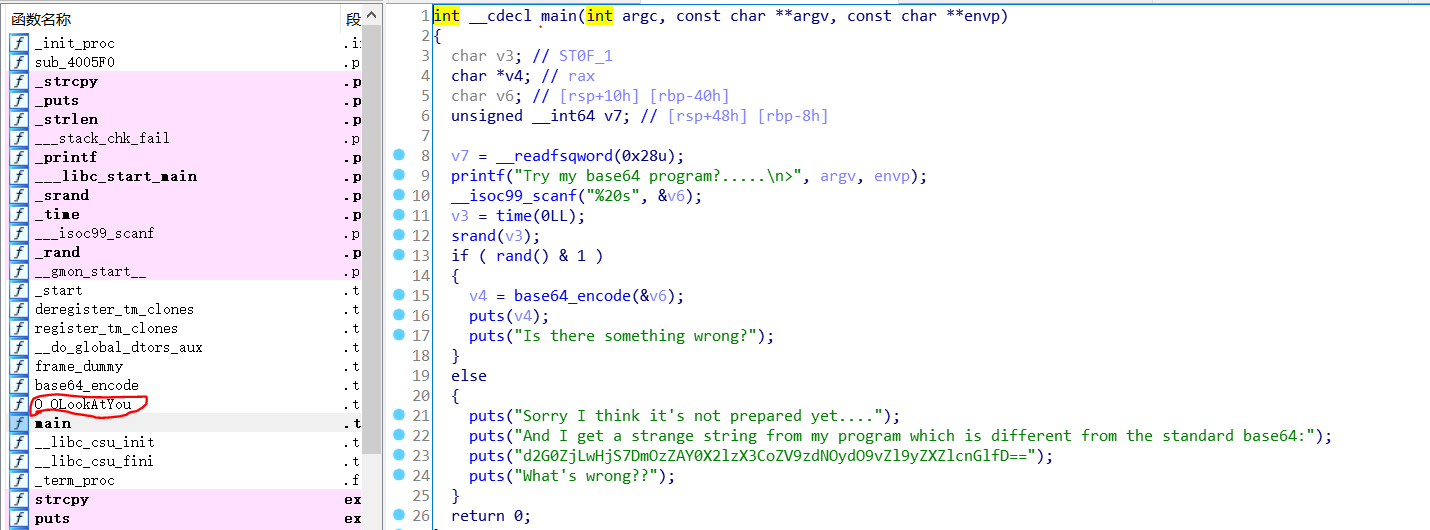 函数名称 段
_init_proc .i
sub_4005F0 .p
_strcpy .p
_puts .p
_strlen .p
___stack_chk_fail .p
_printf .p
___libc_start_main .p
_srand .p
_time .p
___isoc99_scanf .p
_rand .p
__gmon_start__ .p
_start .t
deregister_tm_clones .t
register_tm_clones .t
__do_global_dtors_aux .t
frame_dummy .t
base64_encode .t
O_OLookAtYou .t
main .t
__libc_csu_init .t
__libc_csu_fini .t
_term_proc .f
strcpy ex
puts ex
1 int __cdecl main(int argc, const char **argv, const char **envp)
2 {
3 char v3; // ST0F_1
4 char *v4; // rax
5 char v6; // [rsp+10h] [rbp-40h]
6 unsigned __int64 v7; // [rsp+48h] [rbp-8h]
7
8 v7 = __readfsqword(0x28u);
9 printf("Try my base64 program?.....\n>", argv, envp);
10 __isoc99_scanf("%20s", &v6);
11 v3 = time(0LL);
12 srand(v3);
13 if ( rand() & 1 )
14 {
15 v4 = base64_encode(&v6);
16 puts(v4);
17 puts("Is there something wrong?");
18 }
19 else
20 {
21 puts("Sorry I think it's not prepared yet....");
22 puts("And I get a strange string from my program which is different from the standard base64:");
23 puts("d2G0ZjLwHjS7DmOzZAY0X2lzX3CoZV9zdNOydO9vZl9yZXZlcnGlfD==");
24 puts("What's wrong??");
25 }
26 return 0;